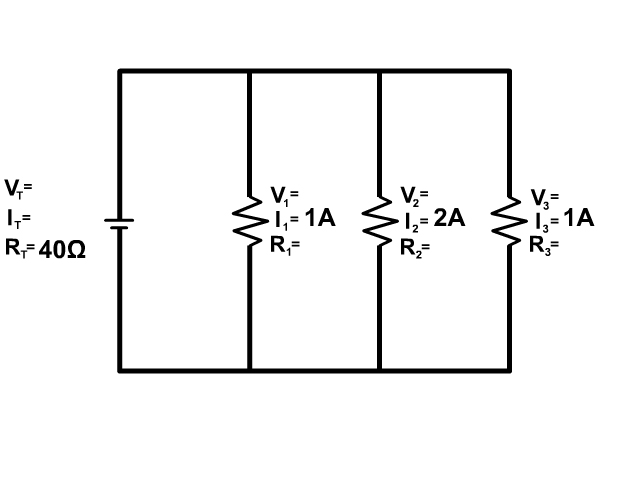 V_T=
I_T=
R_T= 40Ω
V_1=
I_1= 1A
R_1=
V_2=
I_2= 2A
R_2=
V_3=
I_3= 1A
R_3=